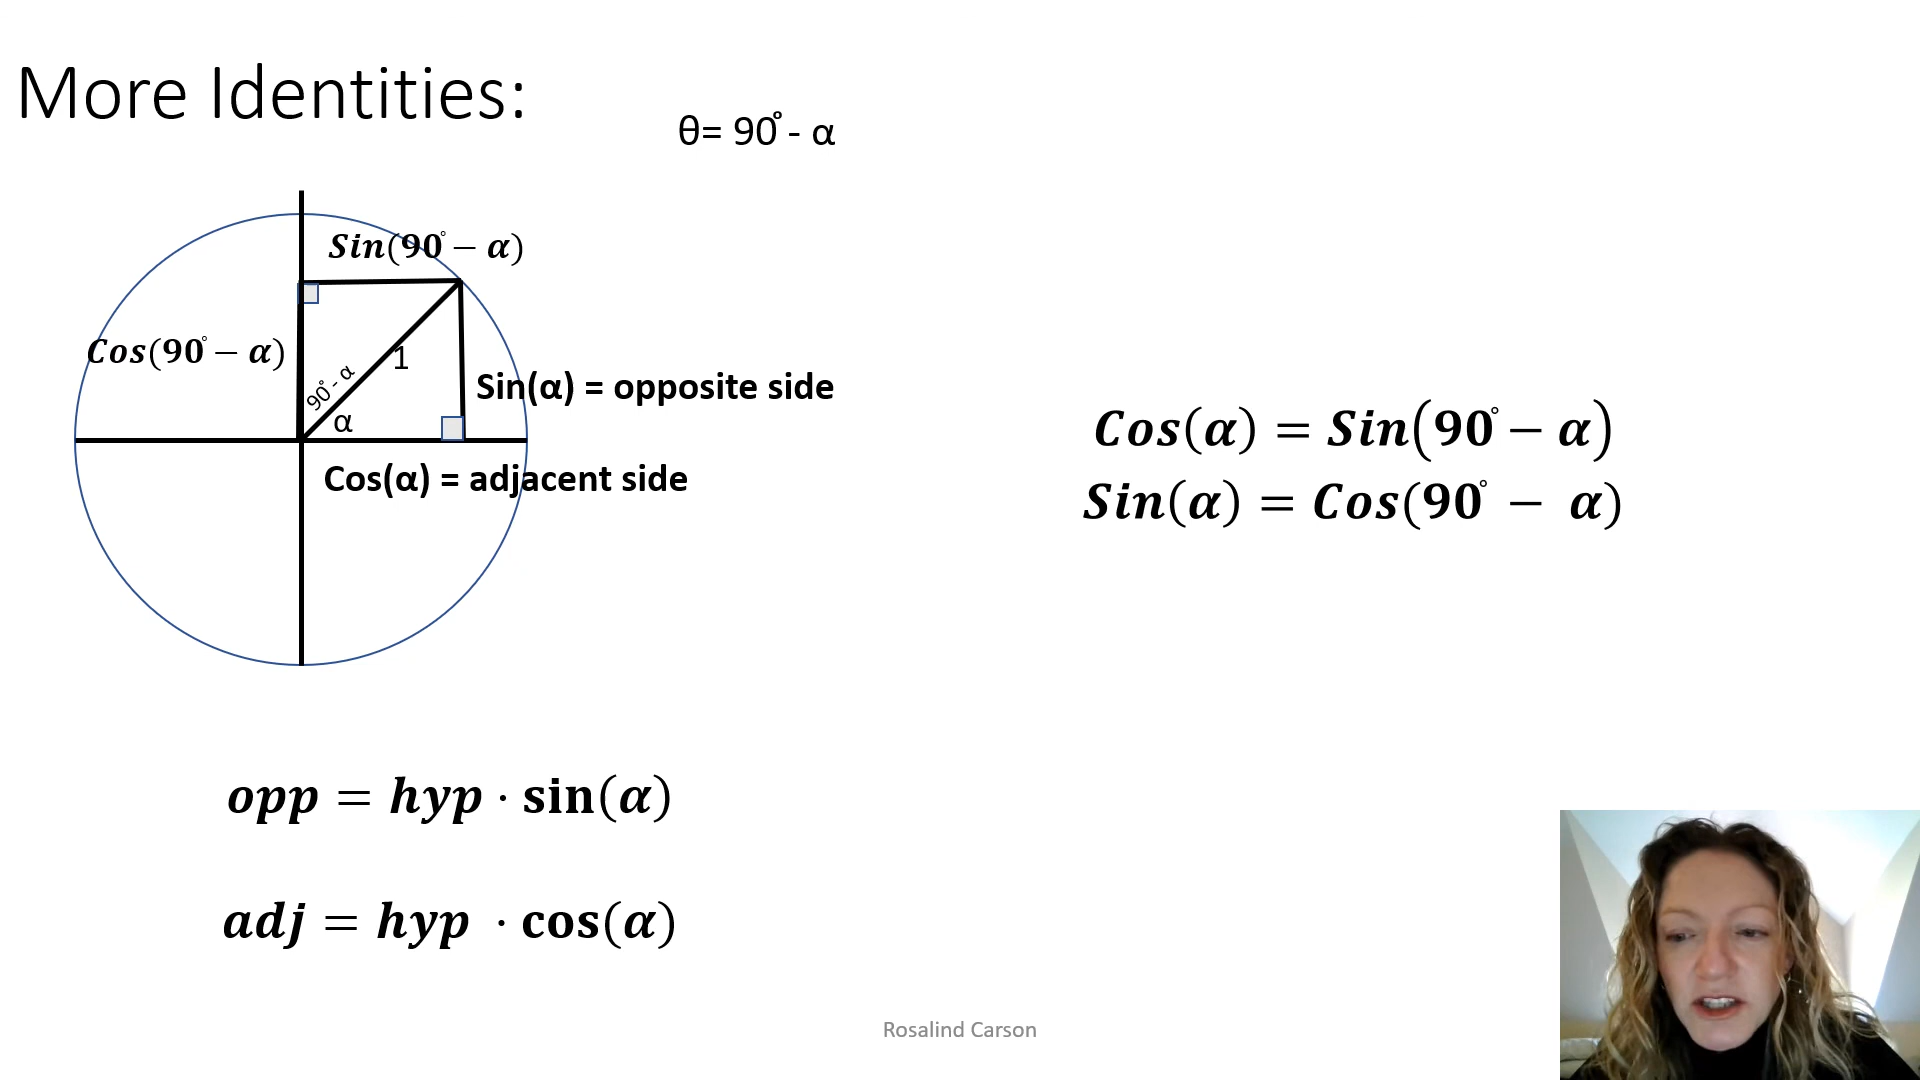 More Identities:
θ= 90° - α
Sin(90° − α)
Cos(90° − α)
90° - α
1
α
Sin(α) = opposite side
Cos(α) = adjacent side
Cos(α) = Sin(90° − α)
Sin(α) = Cos(90° − α)
opp = hyp · sin(α)
adj = hyp · cos(α)
Rosalind Carson